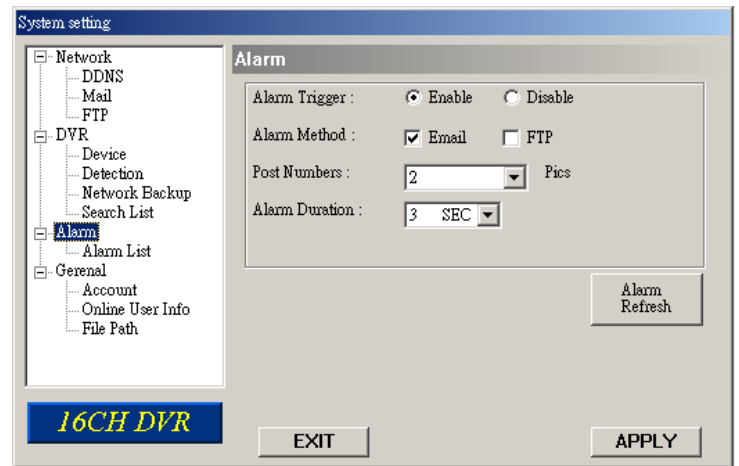 System setting
Network
DDNS
Mail
FTP
DVR
Device
Detection
Network Backup
Search List
Alarm
Alarm List
Gerenal
Account
Online User Info
File Path
16CH DVR
Alarm
Alarm Trigger : Enable Disable
Alarm Method : Email FTP
Post Numbers : 2 Pics
Alarm Duration : 3 SEC
Alarm
Refresh
EXIT APPLY